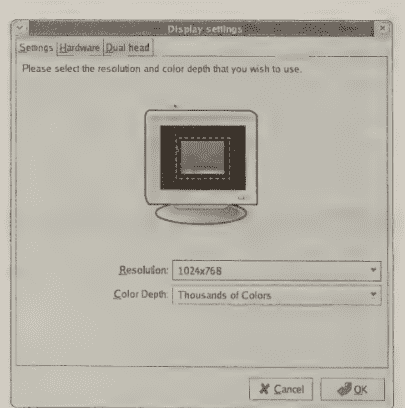 Display settings
Settings Hardware Dual head
Please select the resolution and color depth that you wish to use.
Resolution: 1024x768
Color Depth: Thousands of Colors
Cancel OK